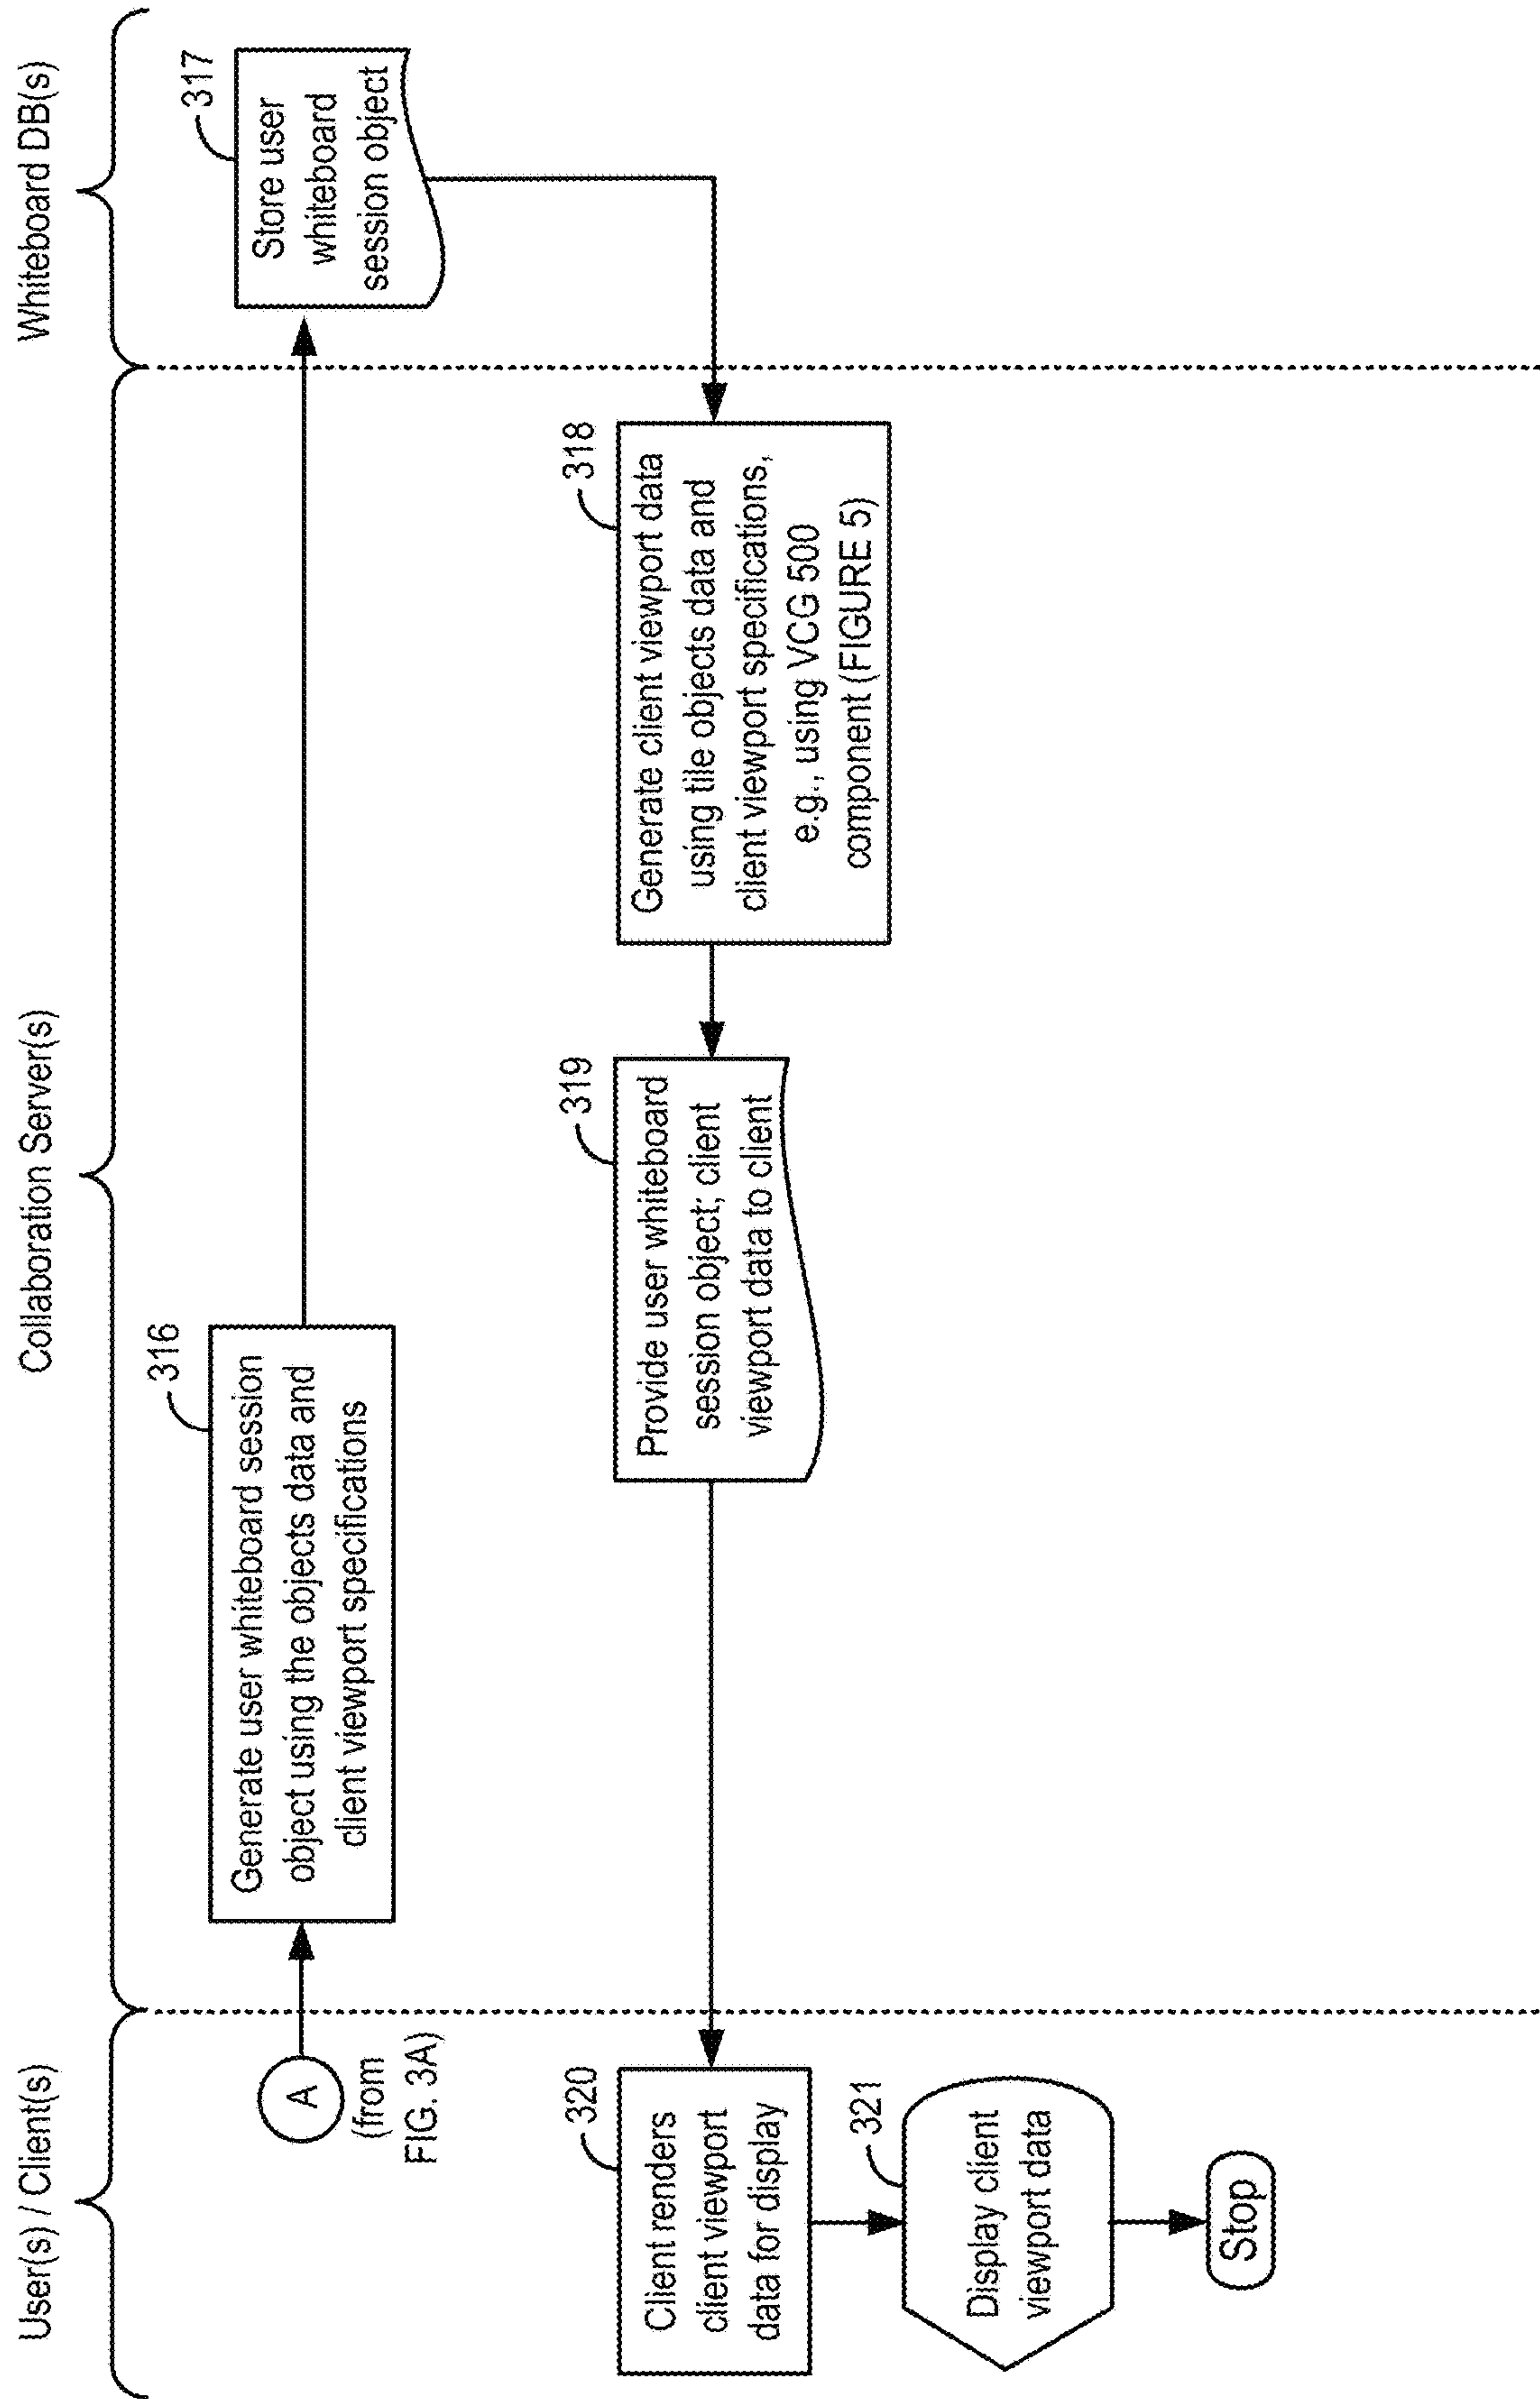 User(s) / Client(s)
Collaboration Server(s)
Whiteboard DB(s)
A
(from
FIG. 3A)
316
Generate user whiteboard session
object using the objects data and
client viewport specifications
317
Store user
whiteboard
session object
318
Generate client viewport data
using tile objects data and
client viewport specifications,
e.g., using VCG 500
component (FIGURE 5)
319
Provide user whiteboard
session object; client
viewport data to client
320
Client renders
client viewport
data for display
321
Display client
viewport data
Stop